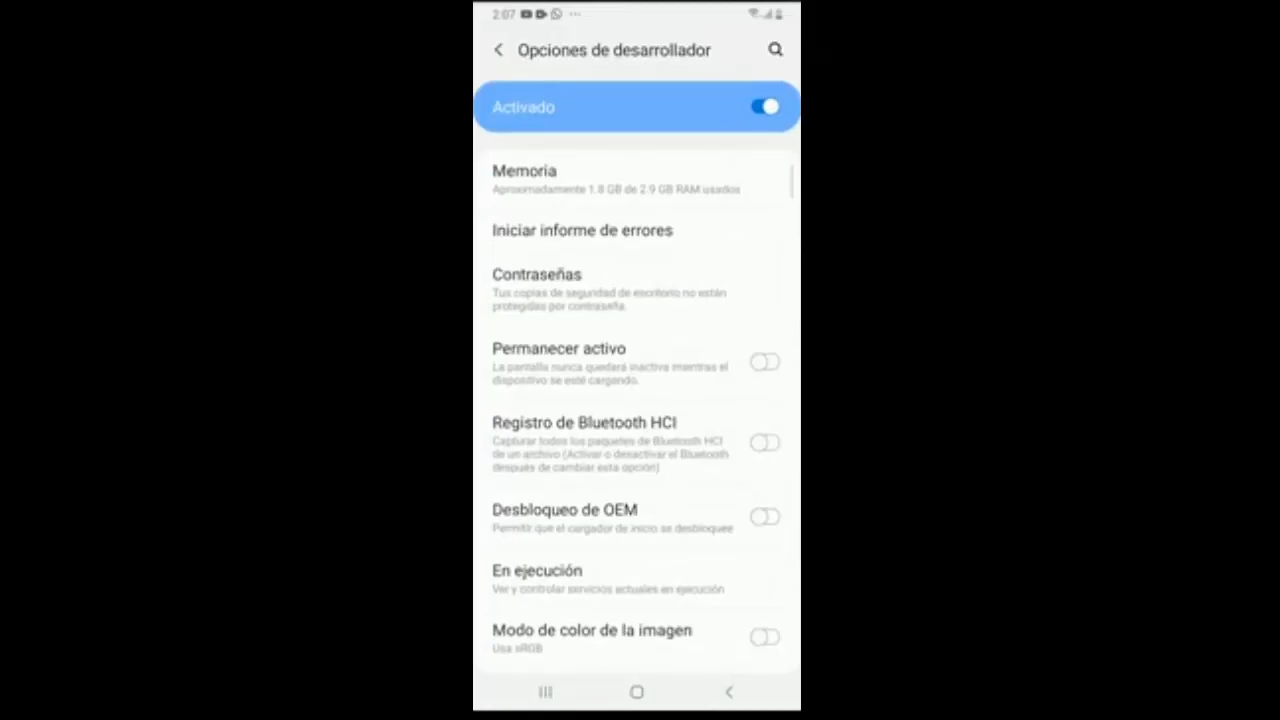 2:07
Opciones de desarrollador
Activado
Memoria
Aproximadamente 1.8 GB de 2.9 GB RAM usados
Iniciar informe de errores
Contraseñas
Tus copias de seguridad de escritorio no están
protegidas por contraseña.
Permanecer activo
La pantalla nunca quedará inactiva mientras el
dispositivo se esté cargando.
Registro de Bluetooth HCI
Capturar todos los paquetes de Bluetooth HCI
de un archivo (Activar o desactivar el Bluetooth
después de cambiar esta opción)
Desbloqueo de OEM
Permitir que el cargador de inicio se desbloquee
En ejecución
Ver y controlar servicios actuales en ejecución
Modo de color de la imagen
Usa sRGB